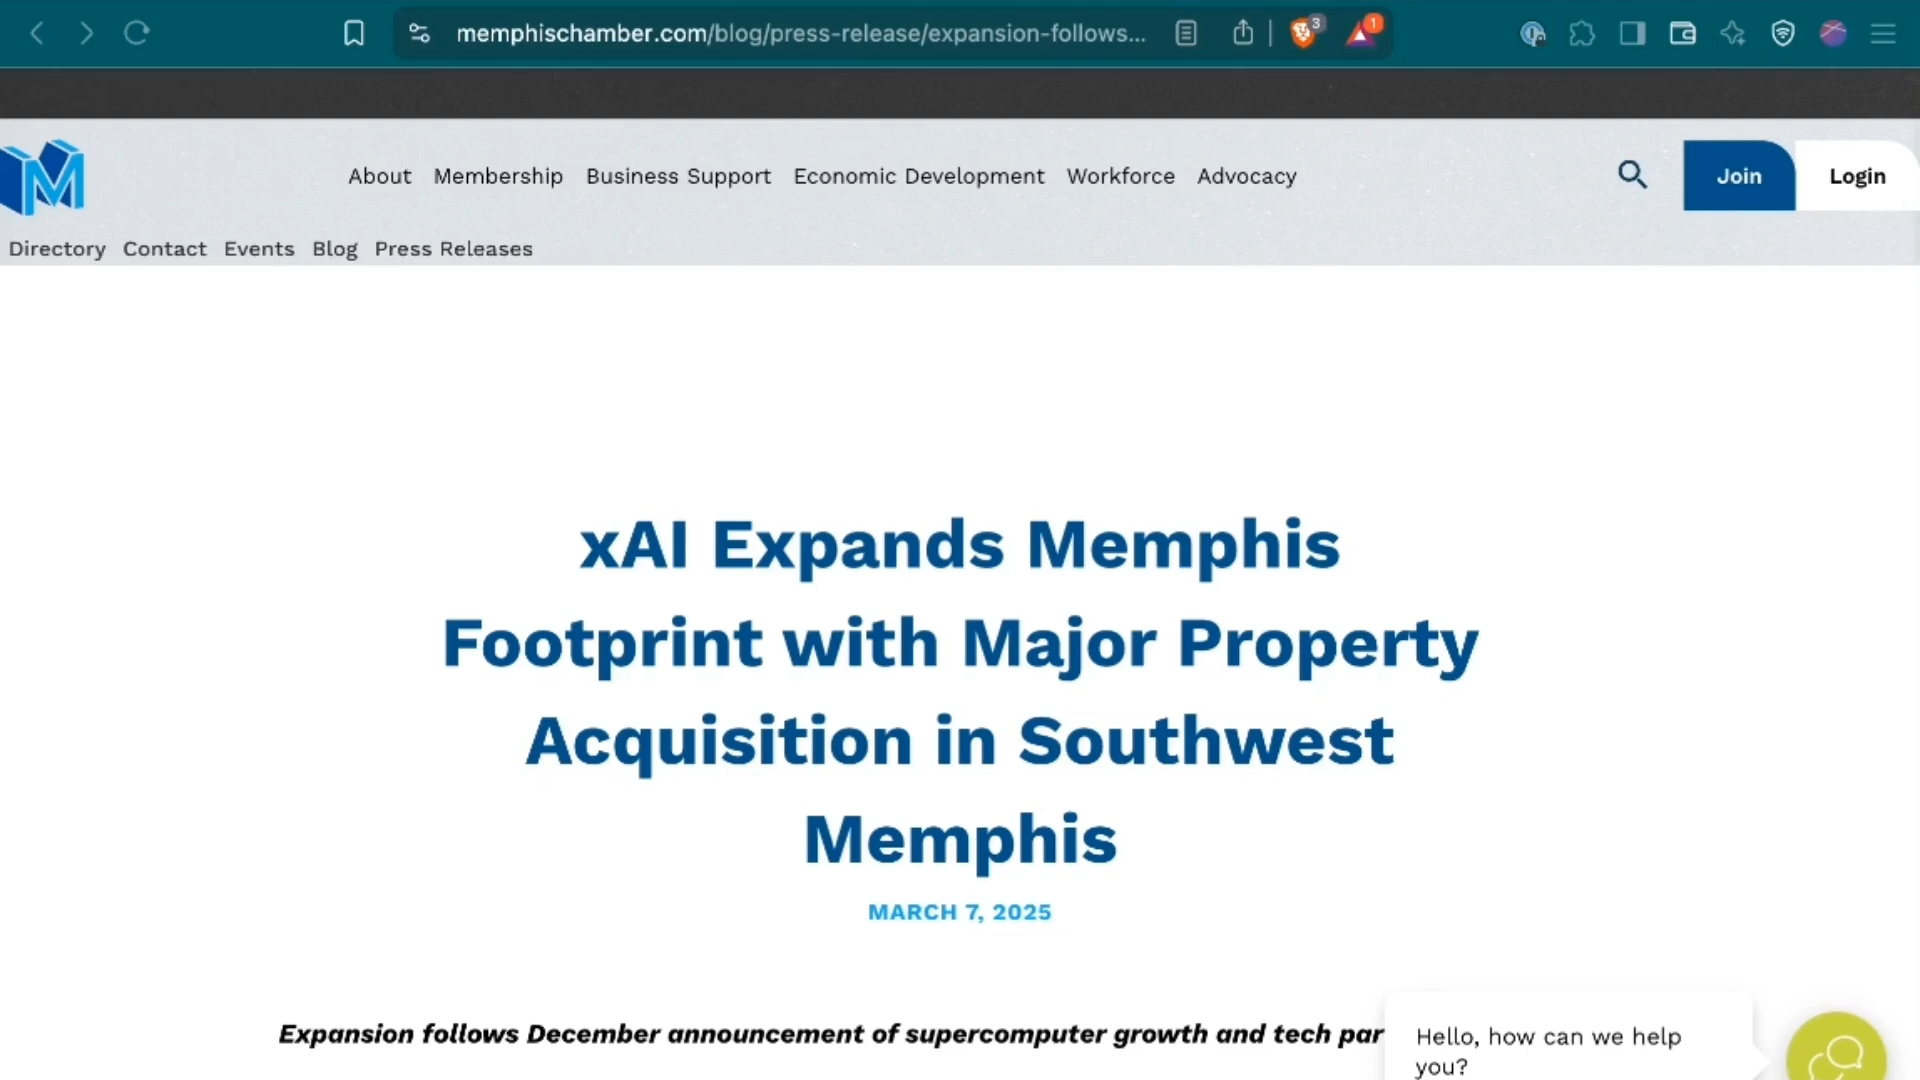 memphischamber.com/blog/press-release/expansion-follows...
3
1
M
About Membership Business Support Economic Development Workforce Advocacy
Join
Login
Directory Contact Events Blog Press Releases
xAI Expands Memphis
Footprint with Major Property
Acquisition in Southwest
Memphis
MARCH 7, 2025
Expansion follows December announcement of supercomputer growth and tech par
Hello, how can we help
you?